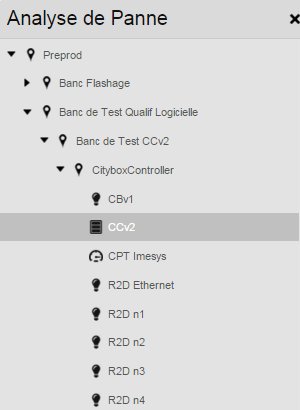 Analyse de Panne
Preprod
Banc Flashage
Banc de Test Qualif Logicielle
Banc de Test CCv2
CityboxController
CBv1
CCv2
CPT Imesys
R2D Ethernet
R2D n1
R2D n2
R2D n3
R2D n4